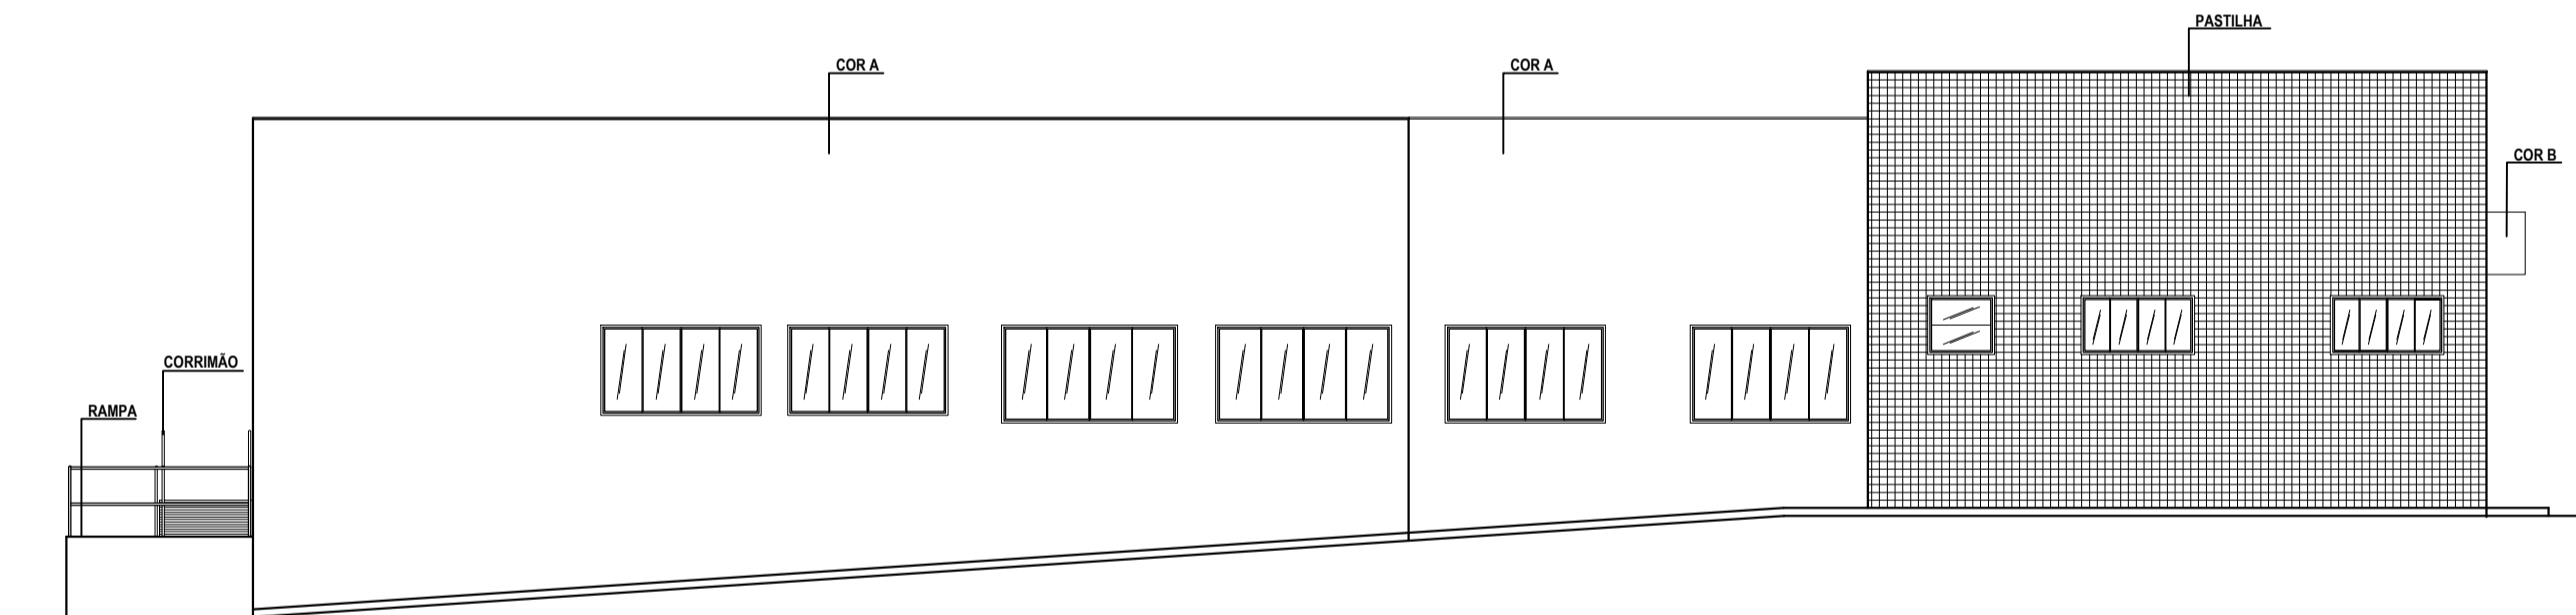 PASTILHA
COR A
COR A
COR B
CORRIMÃO
RAMPA